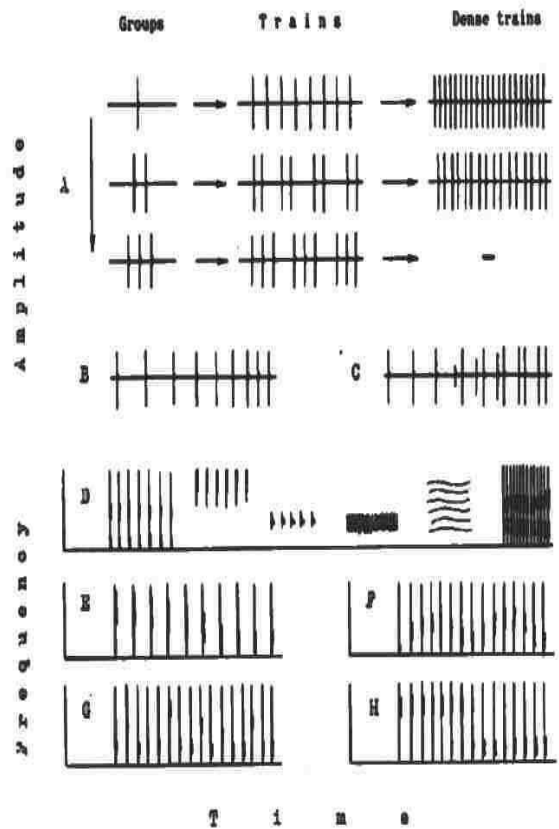 Groups Trains Dense trains
Amplitude
λ
B C
Frequency
D
E F
G H
Time